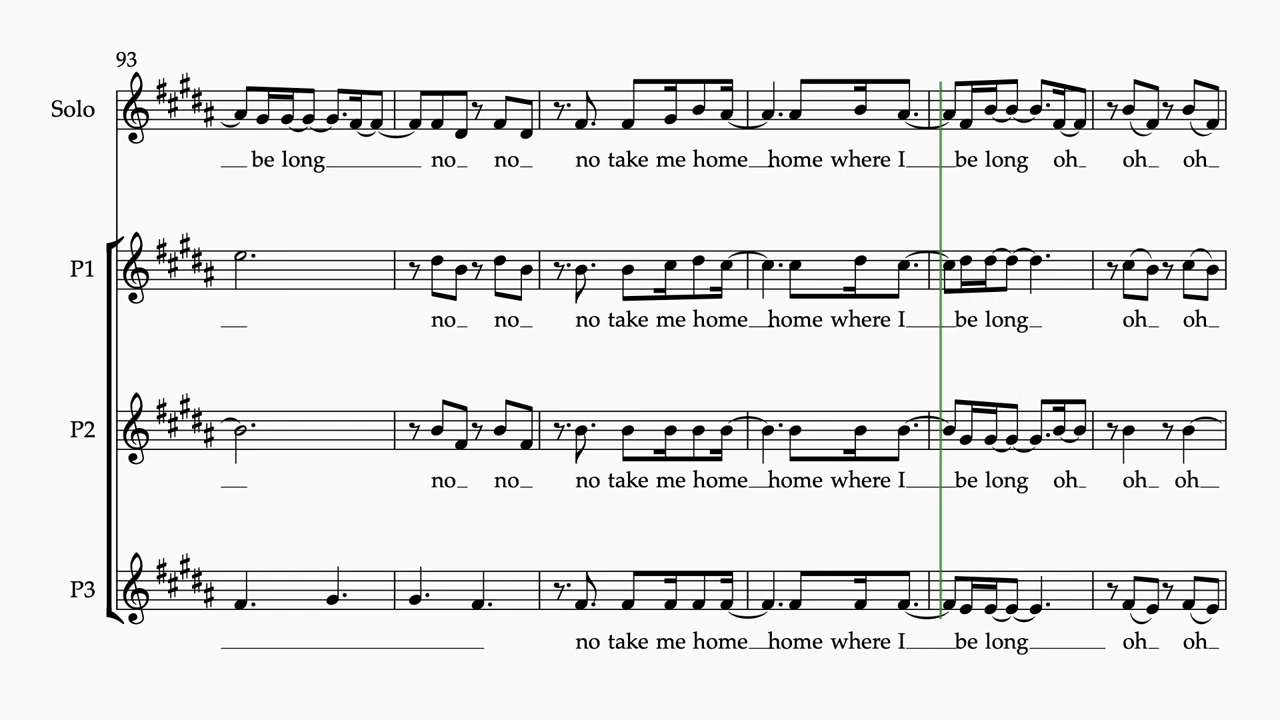 93
Solo
be long no no no take me home home where I be long oh oh oh
P1
no no no take me home home where I be long oh oh
P2
no no no take me home home where I be long oh oh oh
P3
no take me home home where I be long oh oh